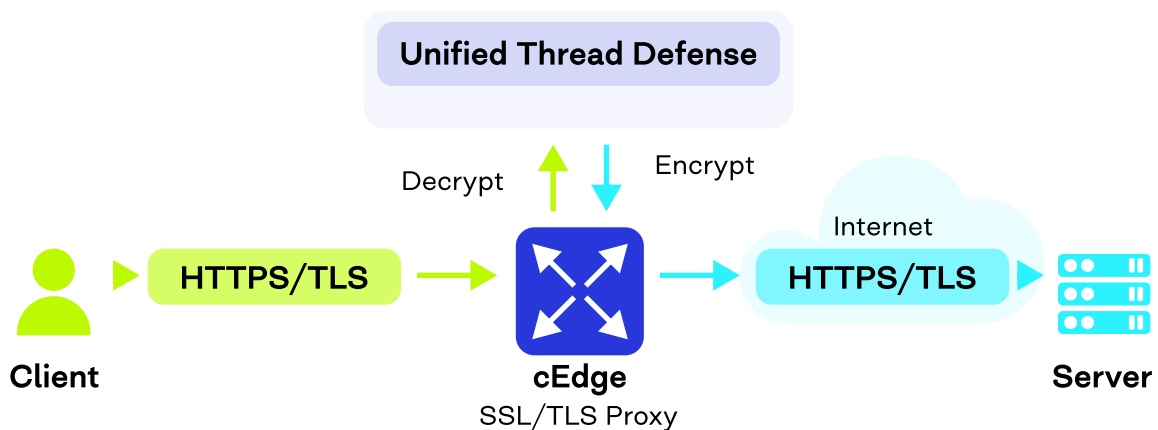 Unified Thread Defense
Decrypt
Encrypt
Internet
HTTPS/TLS
HTTPS/TLS
Client
cEdge
SSL/TLS Proxy
Server